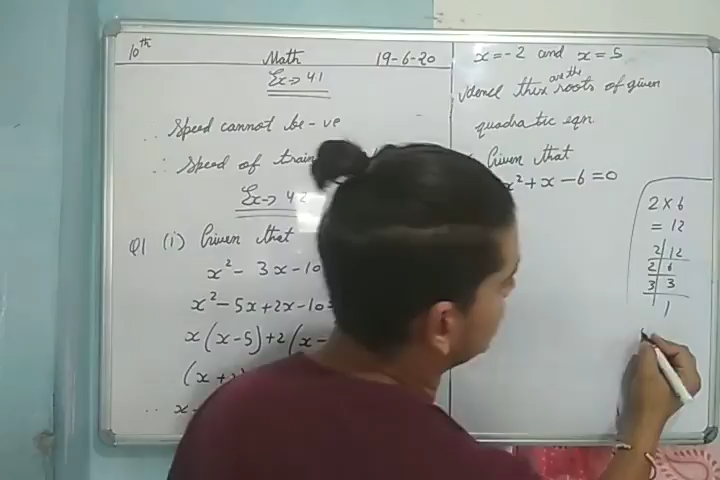 10th Math 19-6-20
Ex→ 4.1
∴ Speed cannot be -ve
∴ Speed of train
Ex→ 4.2
Q1 (i) Given that
x² - 3x - 10
x² - 5x + 2x - 10
x(x-5) + 2(x-
(x+2
∴ x
x = -2 and x = 5
are the
Hence this roots of given
quadratic eqn
Given that
x² + x - 6 = 0
2 × 6
= 12
2 | 12
2 | 6
3 | 3
1